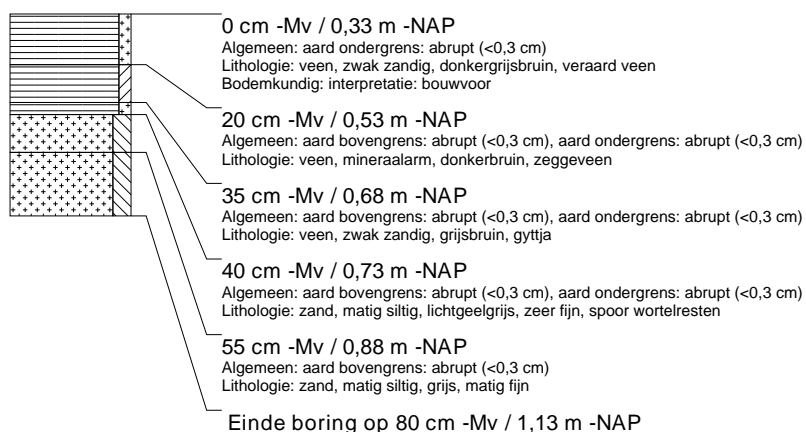 0 cm -Mv / 0,33 m -NAP
Algemeen: aard ondergrens: abrupt (<0,3 cm)
Lithologie: veen, zwak zandig, donkergrijsbruin, veraard veen
Bodemkundig: interpretatie: bouwvoor
20 cm -Mv / 0,53 m -NAP
Algemeen: aard bovengrens: abrupt (<0,3 cm), aard ondergrens: abrupt (<0,3 cm)
Lithologie: veen, mineraalarm, donkerbruin, zeggeveen
35 cm -Mv / 0,68 m -NAP
Algemeen: aard bovengrens: abrupt (<0,3 cm), aard ondergrens: abrupt (<0,3 cm)
Lithologie: veen, zwak zandig, grijsbruin, gyttja
40 cm -Mv / 0,73 m -NAP
Algemeen: aard bovengrens: abrupt (<0,3 cm), aard ondergrens: abrupt (<0,3 cm)
Lithologie: zand, matig siltig, lichtgeelgrijs, zeer fijn, spoor wortelresten
55 cm -Mv / 0,88 m -NAP
Algemeen: aard bovengrens: abrupt (<0,3 cm)
Lithologie: zand, matig siltig, grijs, matig fijn
Einde boring op 80 cm -Mv / 1,13 m -NAP